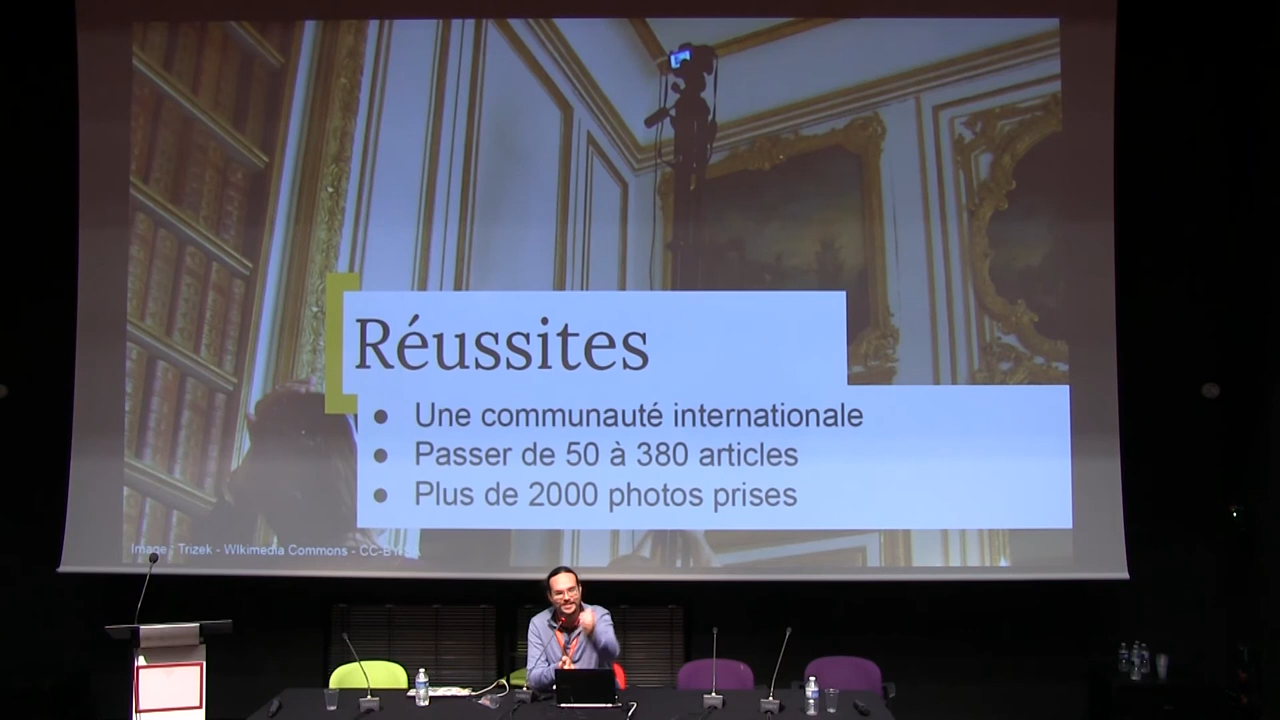 Réussites
● Une communauté internationale
● Passer de 50 à 380 articles
● Plus de 2000 photos prises
Image : Trizek - WIkimedia Commons - CC-BY